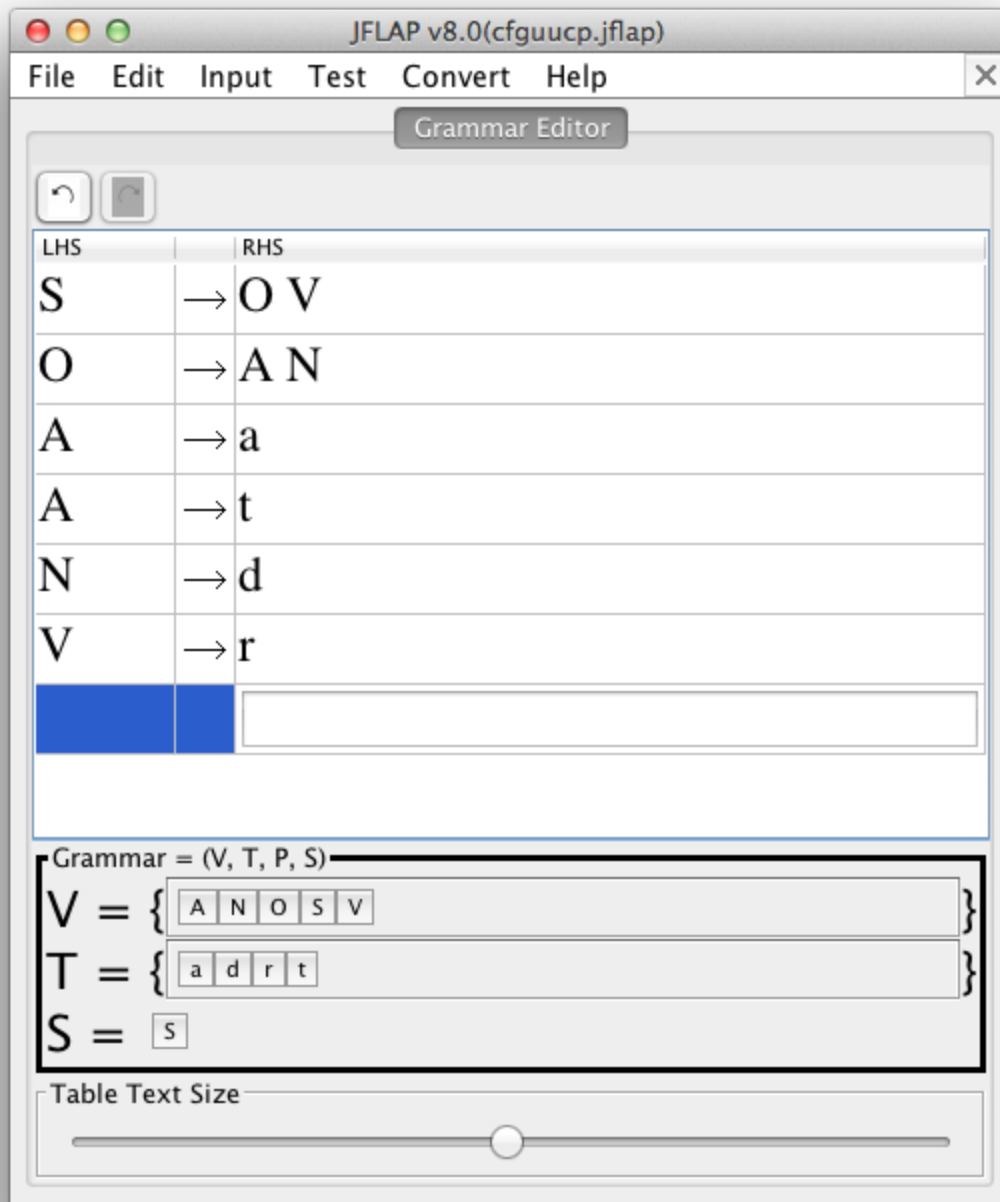 JFLAP v8.0(cfguucp.jflap)
File Edit Input Test Convert Help
Grammar Editor
LHS RHS
S → O V
O → A N
A → a
A → t
N → d
V → r
Grammar = (V, T, P, S)
V = { A N O S V }
T = { a d r t }
S = S
Table Text Size